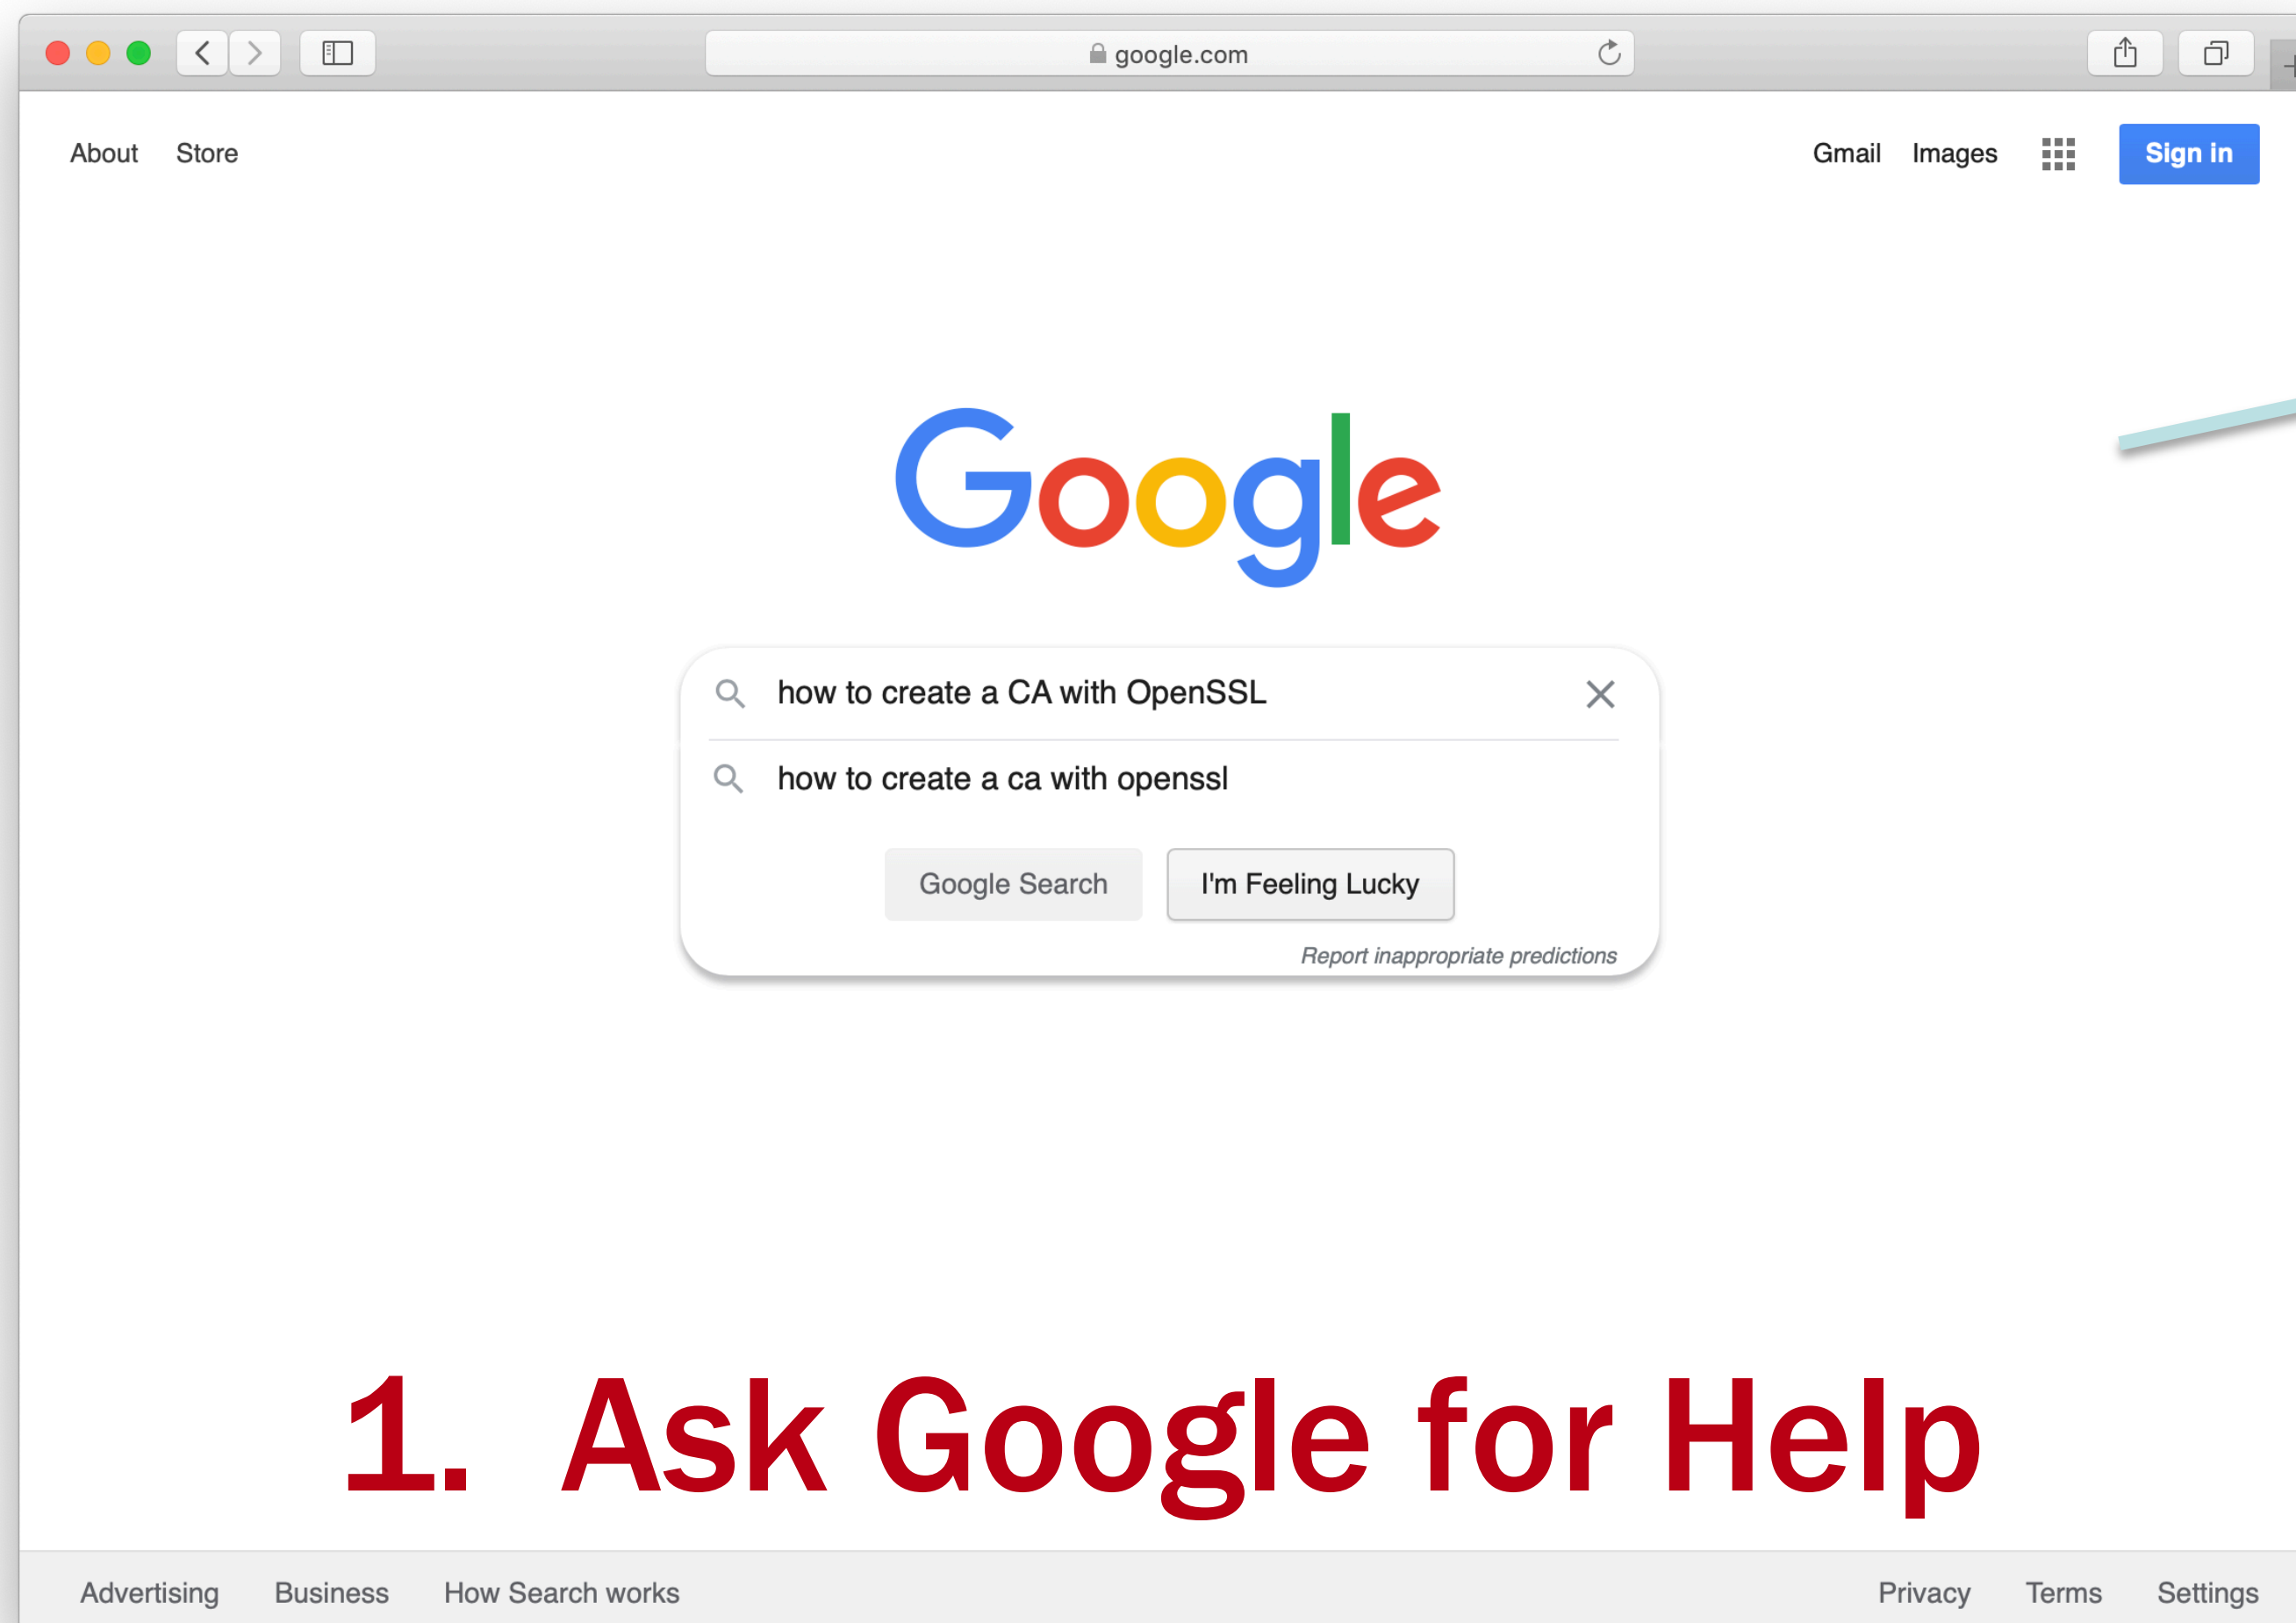 google.com
About Store Gmail Images Sign in
Google
how to create a CA with OpenSSL
how to create a ca with openssl
Google Search I'm Feeling Lucky
Report inappropriate predictions
1. Ask Google for Help
Advertising Business How Search works Privacy Terms Settings